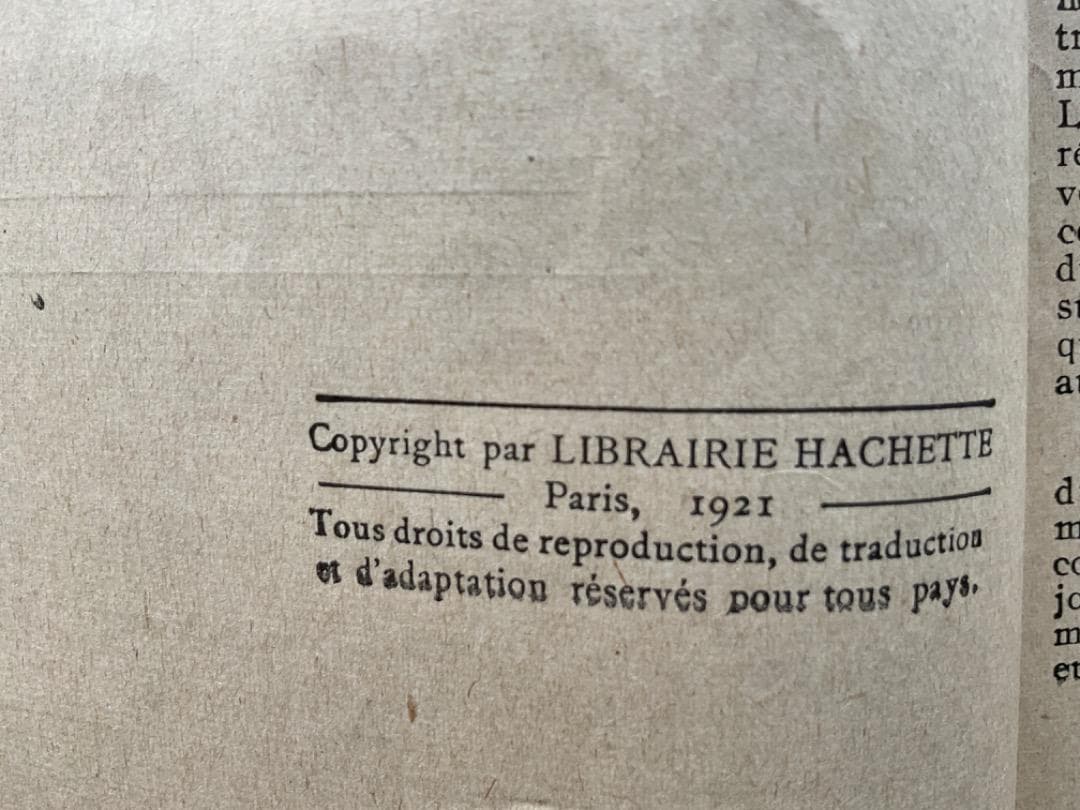 Copyright par LIBRAIRIE HACHETTE
Paris, 1921
Tous droits de reproduction, de traduction
et d'adaptation réservés pour tous pays.